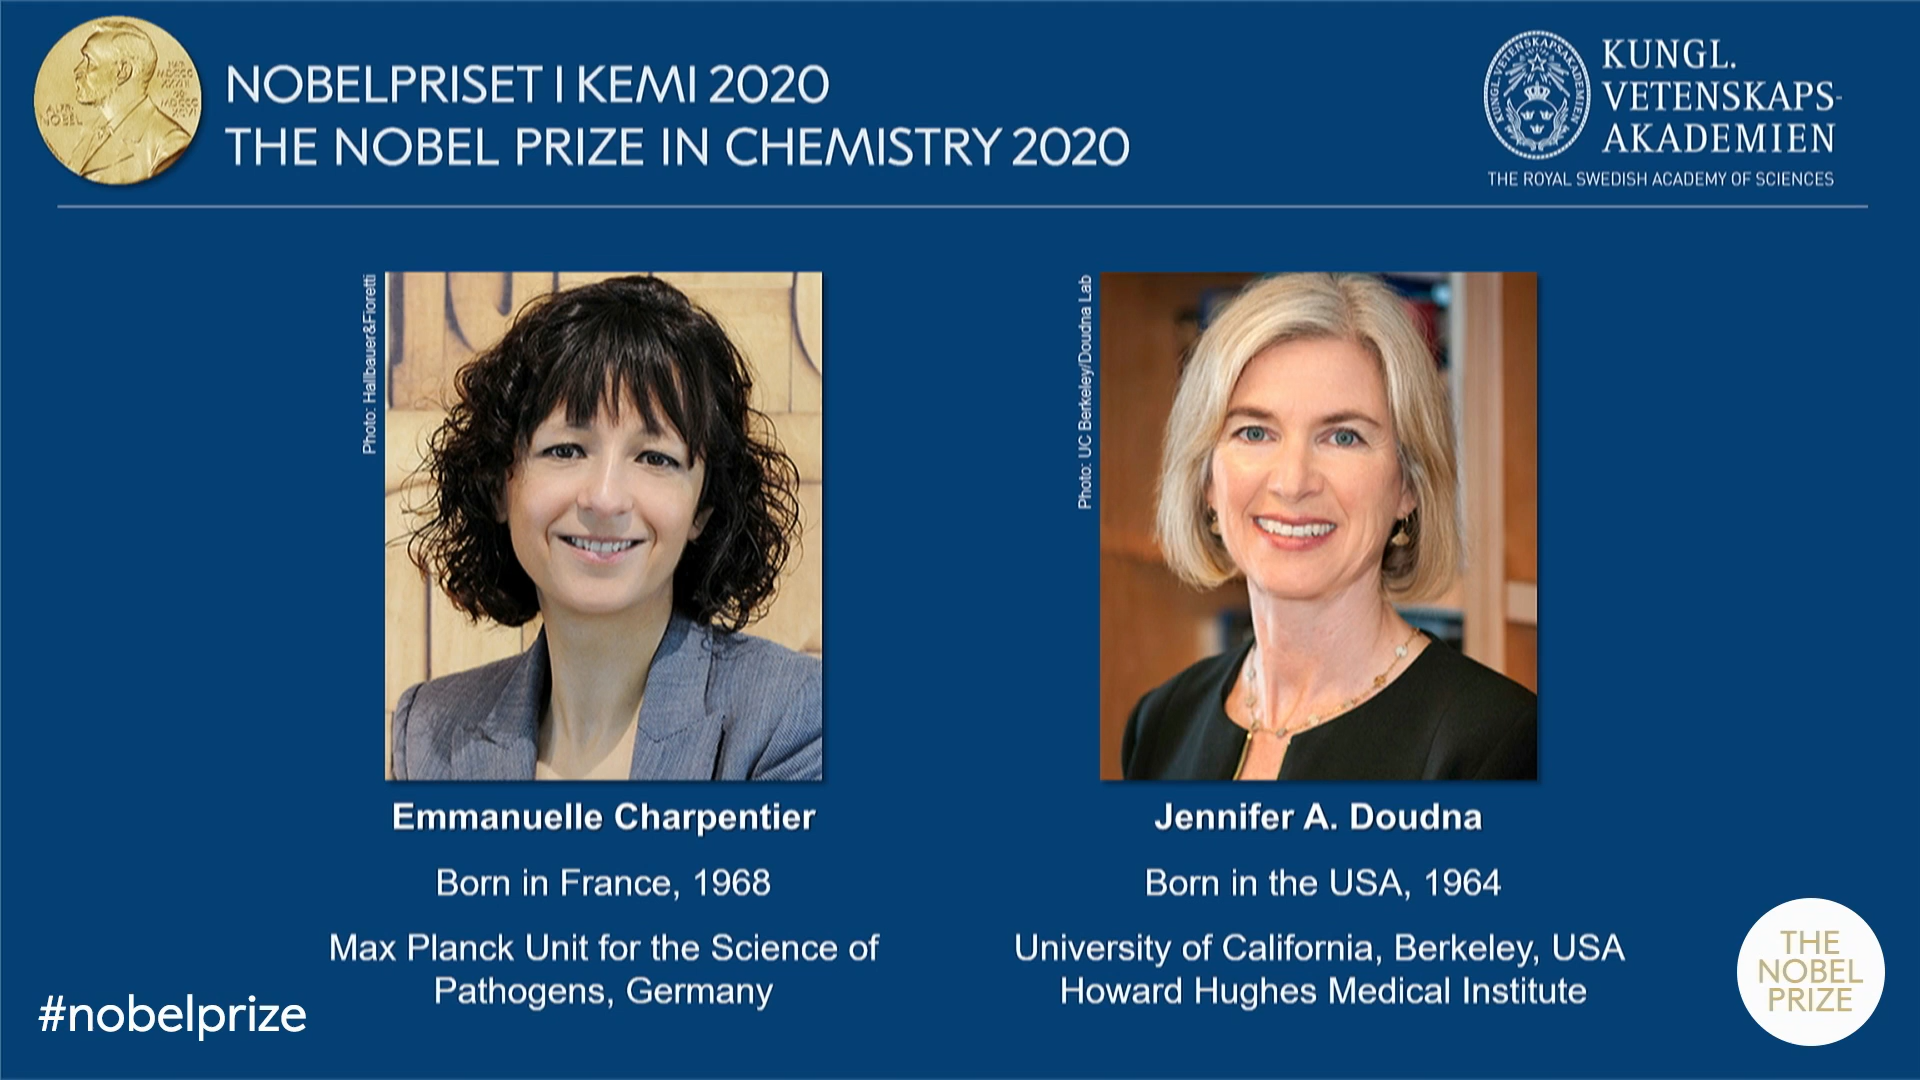 NOBELPRISET I KEMI 2020
THE NOBEL PRIZE IN CHEMISTRY 2020
KUNGL.
VETENSKAPS-
AKADEMIEN
THE ROYAL SWEDISH ACADEMY OF SCIENCES
Photo: Hallbauer&Fioretti
Emmanuelle Charpentier
Born in France, 1968
Max Planck Unit for the Science of
Pathogens, Germany
Photo: UC Berkeley/Doudna Lab
Jennifer A. Doudna
Born in the USA, 1964
University of California, Berkeley, USA
Howard Hughes Medical Institute
#nobelprize
THE
NOBEL
PRIZE